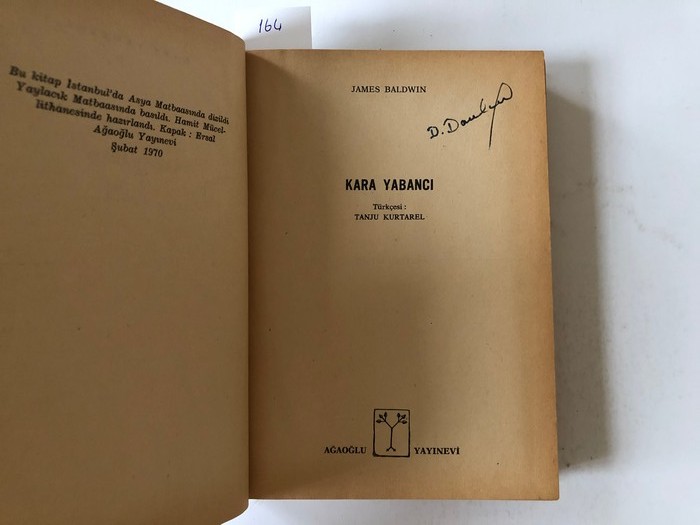 164
Bu kitap İstanbul'da Asya Matbaasında dizildi
Yaylacık Matbaasında basıldı. Hamit Mücel-
lithanesinde hazırlandı. Kapak : Ersal
Ağaoğlu Yayınevi
Şubat 1970
JAMES BALDWIN
D.
KARA YABANCI
Türkçesi :
TANJU KURTAREL
AĞAOĞLU YAYINEVİ